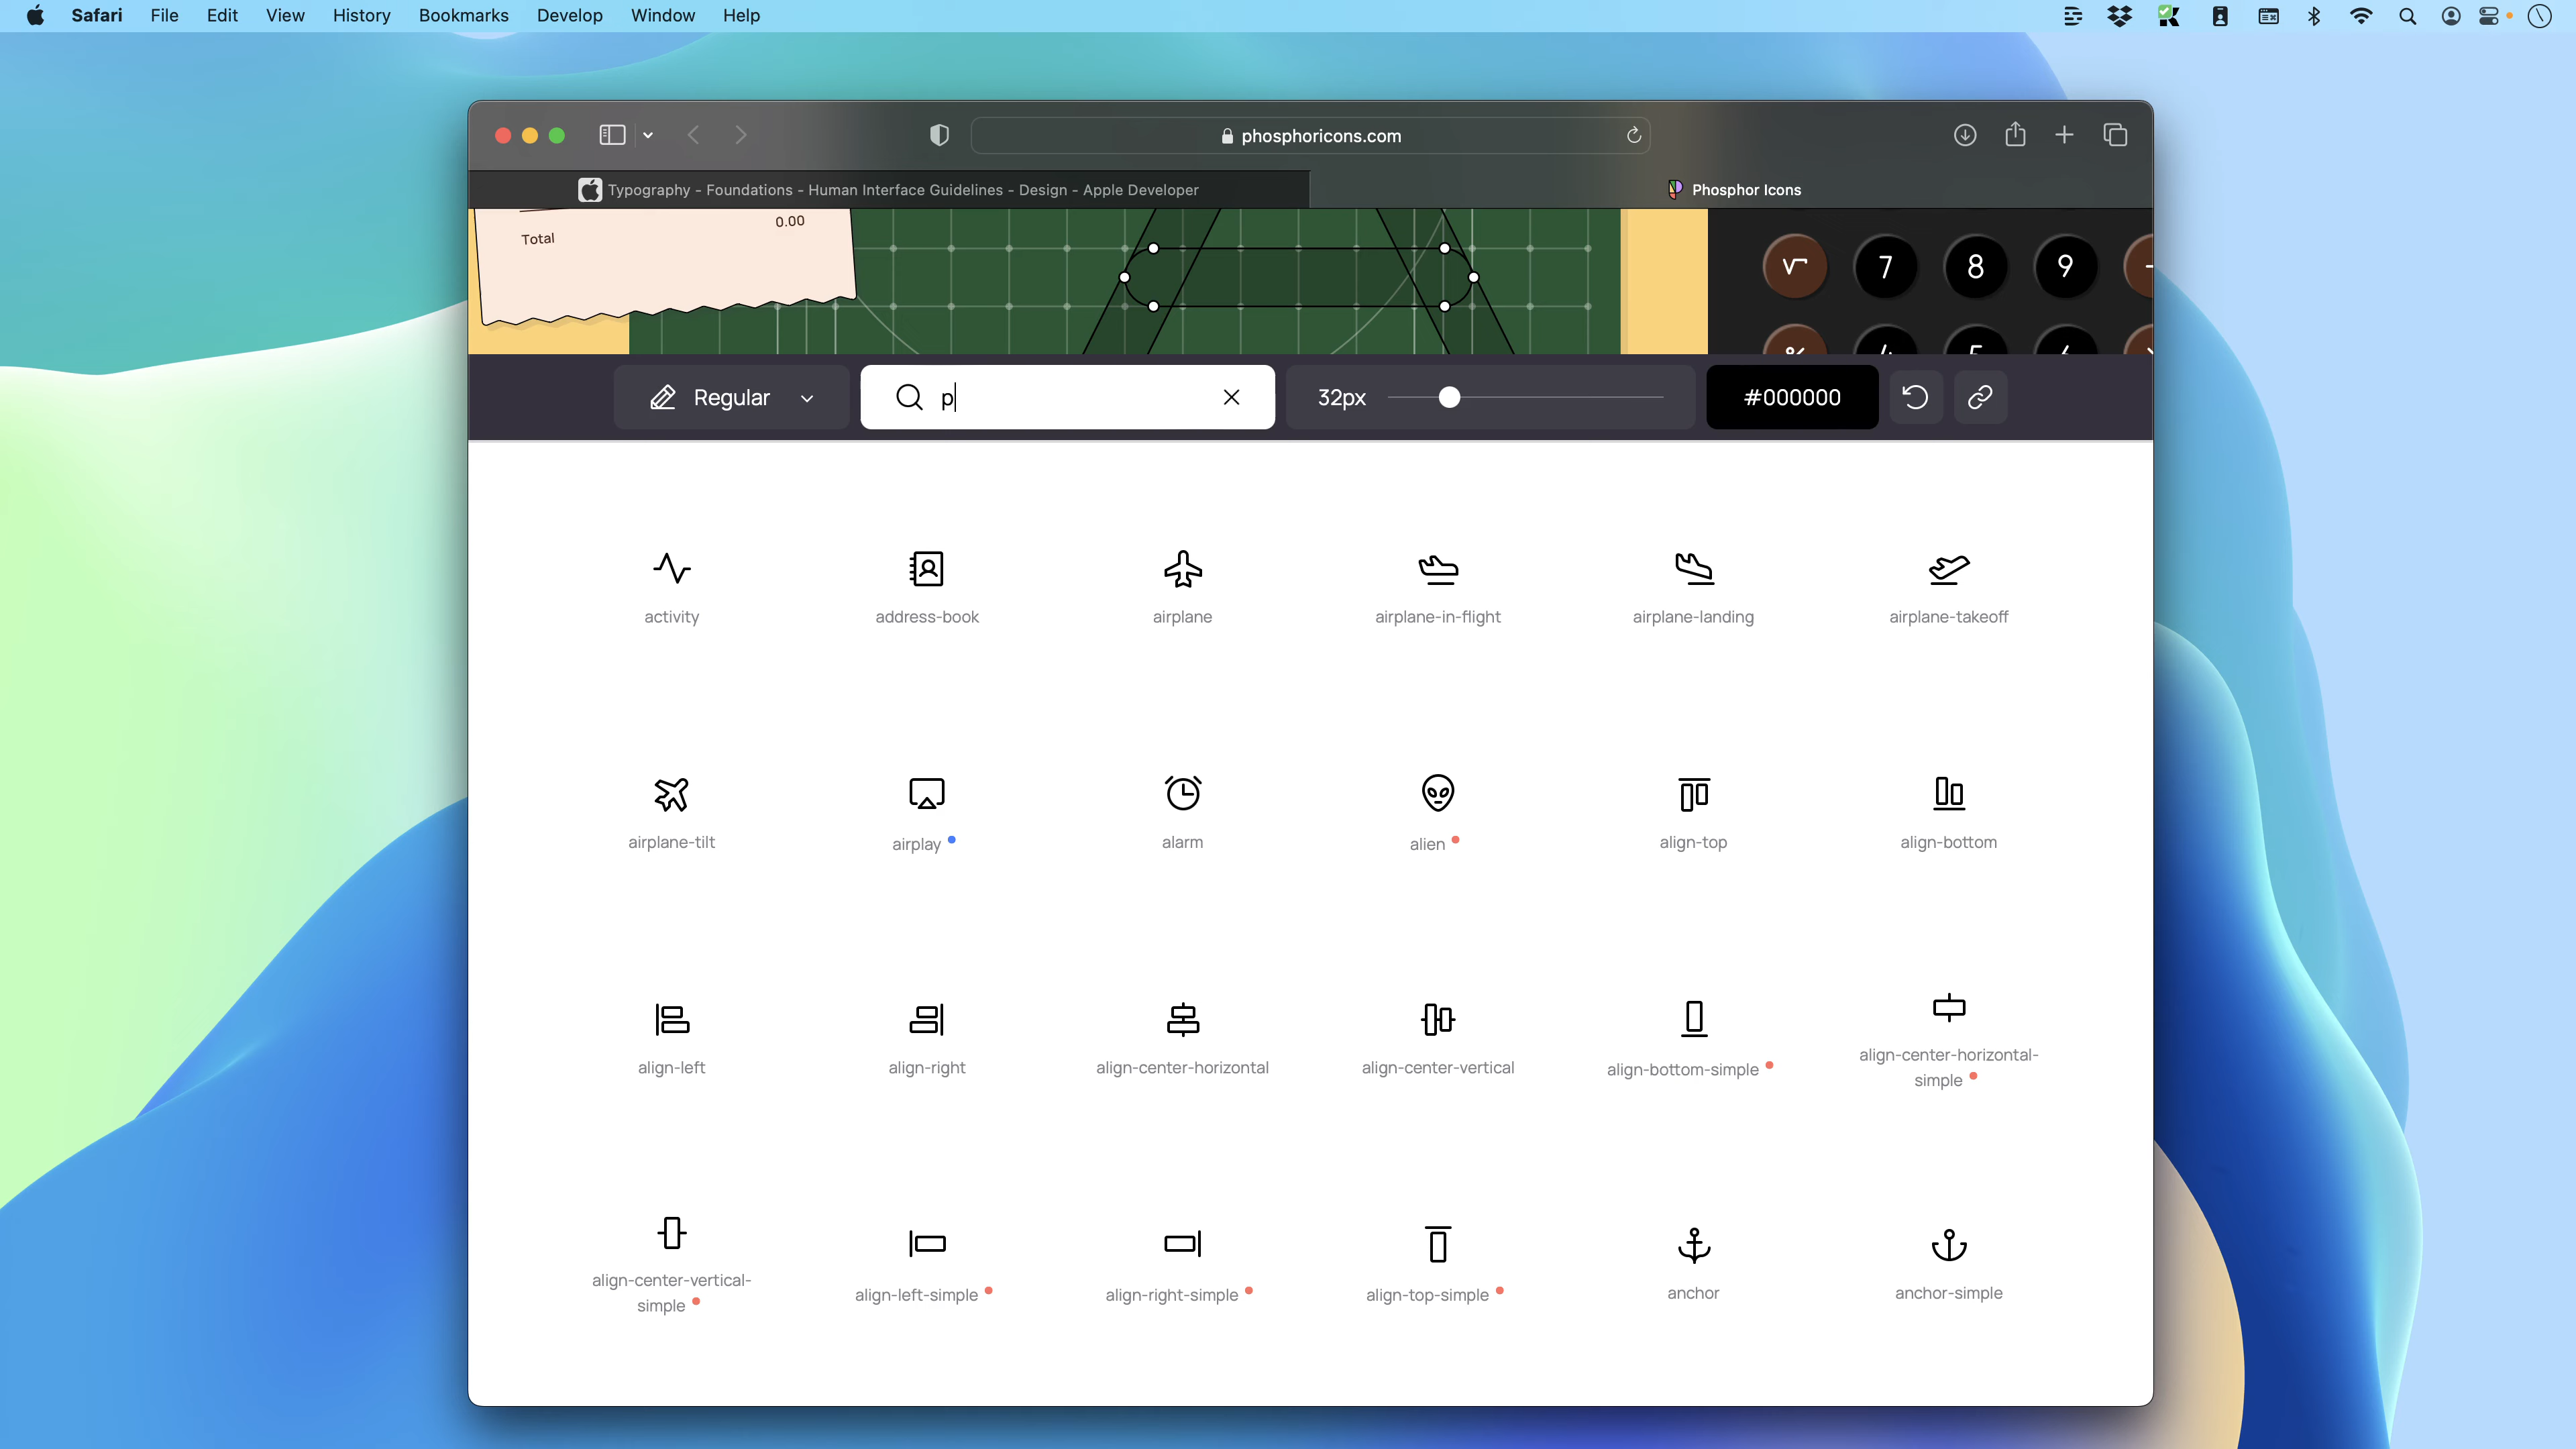 Safari File Edit View History Bookmarks Develop Window Help
phosphoricons.com
Typography - Foundations - Human Interface Guidelines - Design - Apple Developer
Phosphor Icons
0.00
Total
7 8 9
Regular
p
32px
#000000
activity
address-book
airplane
airplane-in-flight
airplane-landing
airplane-takeoff
airplane-tilt
airplay
alarm
alien
align-top
align-bottom
align-left
align-right
align-center-horizontal
align-center-vertical
align-bottom-simple
align-center-horizontal-
simple
align-center-vertical-
simple
align-left-simple
align-right-simple
align-top-simple
anchor
anchor-simple